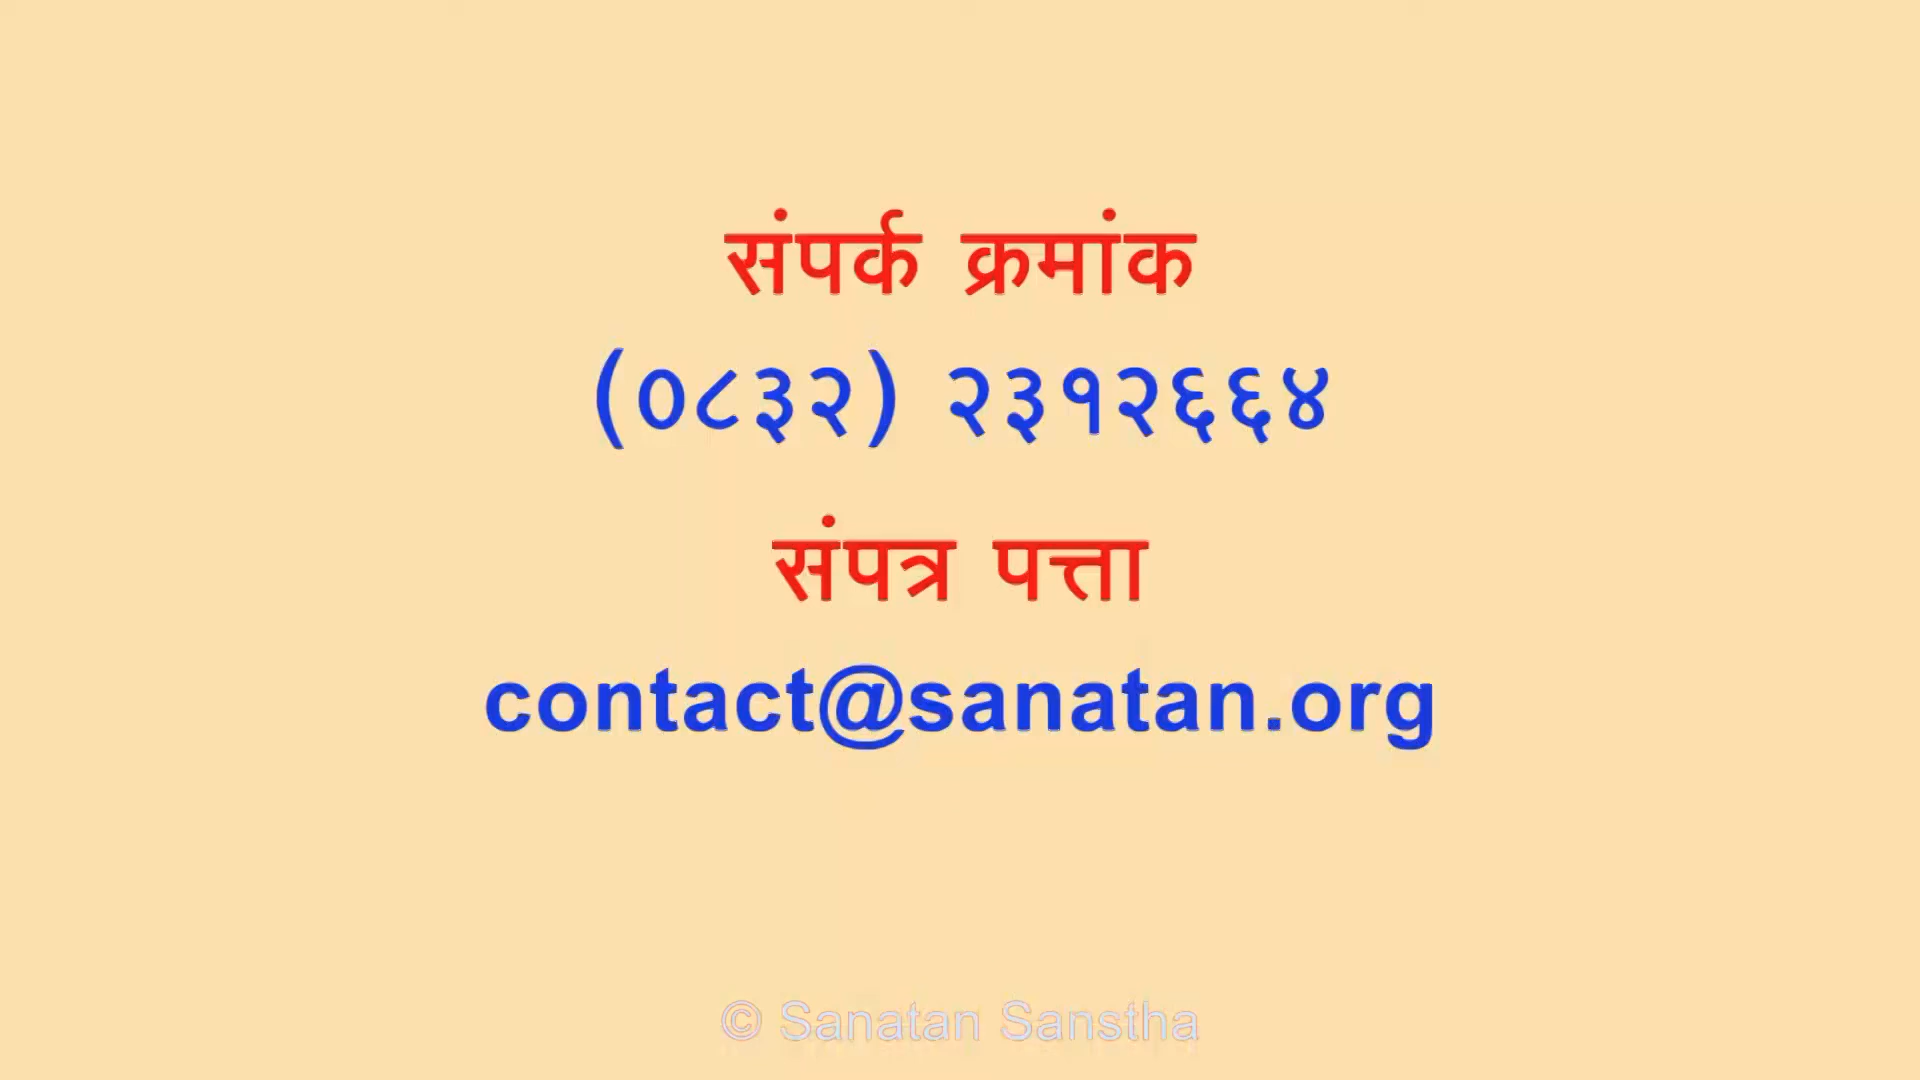 संपर्क क्रमांक
(०८३२) २३१२६६४
संपत्र पत्ता
contact@sanatan.org
© Sanatan Sanstha